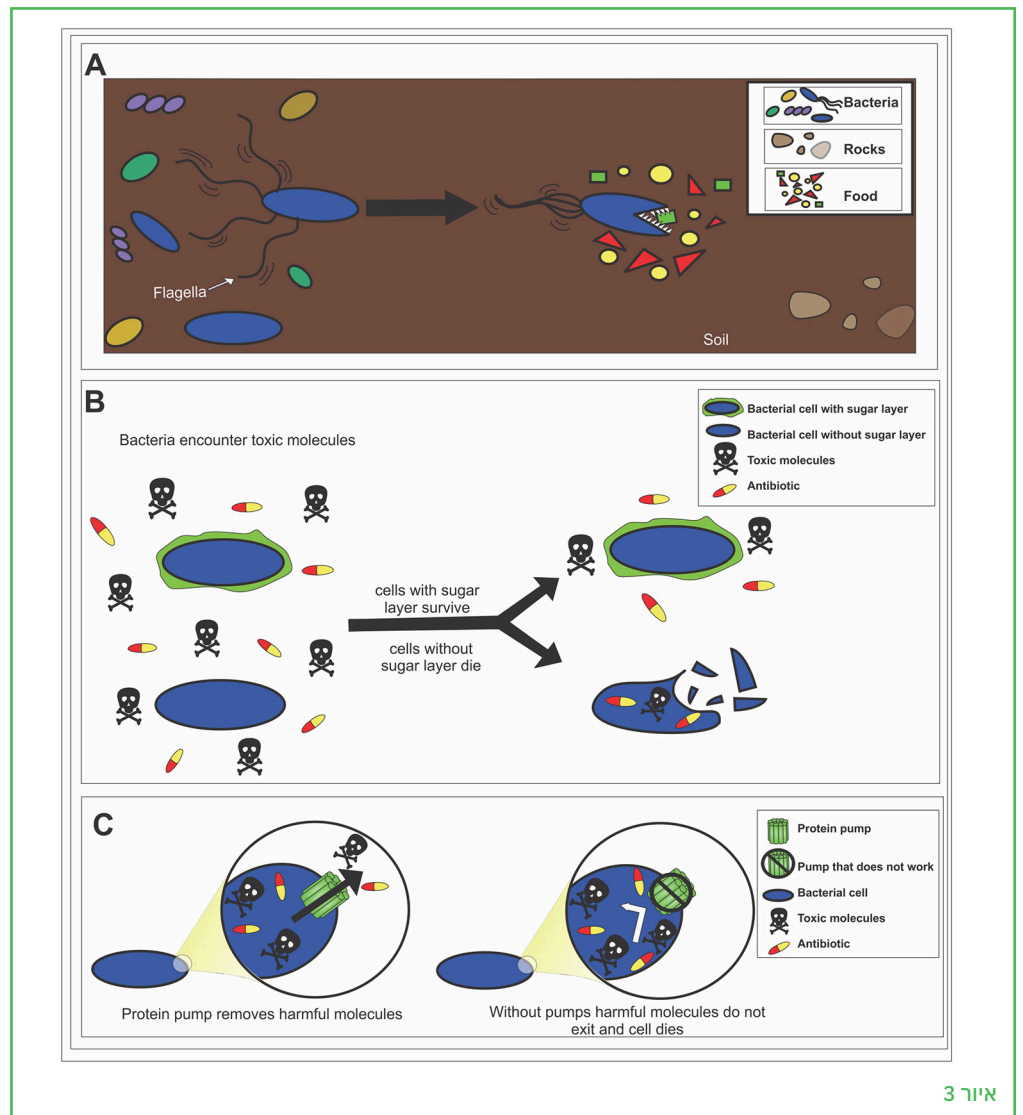 A
Bacteria
Rocks
Food
Flagella
Soil
B
Bacteria encounter toxic molecules
Bacterial cell with sugar layer
Bacterial cell without sugar layer
Toxic molecules
Antibiotic
cells with sugar
layer survive
cells without
sugar layer die
C
Protein pump
Pump that does not work
Bacterial cell
Toxic molecules
Antibiotic
Protein pump removes harmful molecules
Without pumps harmful molecules do not
exit and cell dies
איור 3